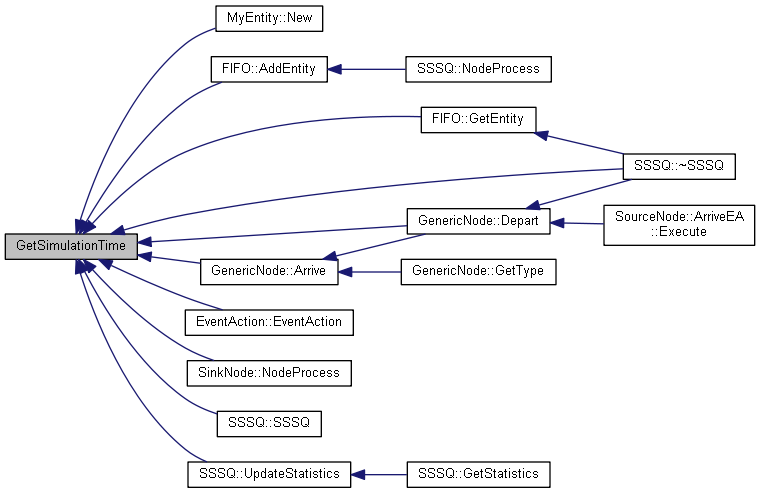 MyEntity::New
FIFO::AddEntity
SSSQ::NodeProcess
FIFO::GetEntity
SSSQ::~SSSQ
GenericNode::Depart
SourceNode::ArriveEA
::Execute
GetSimulationTime
GenericNode::Arrive
GenericNode::GetType
EventAction::EventAction
SinkNode::NodeProcess
SSSQ::SSSQ
SSSQ::UpdateStatistics
SSSQ::GetStatistics